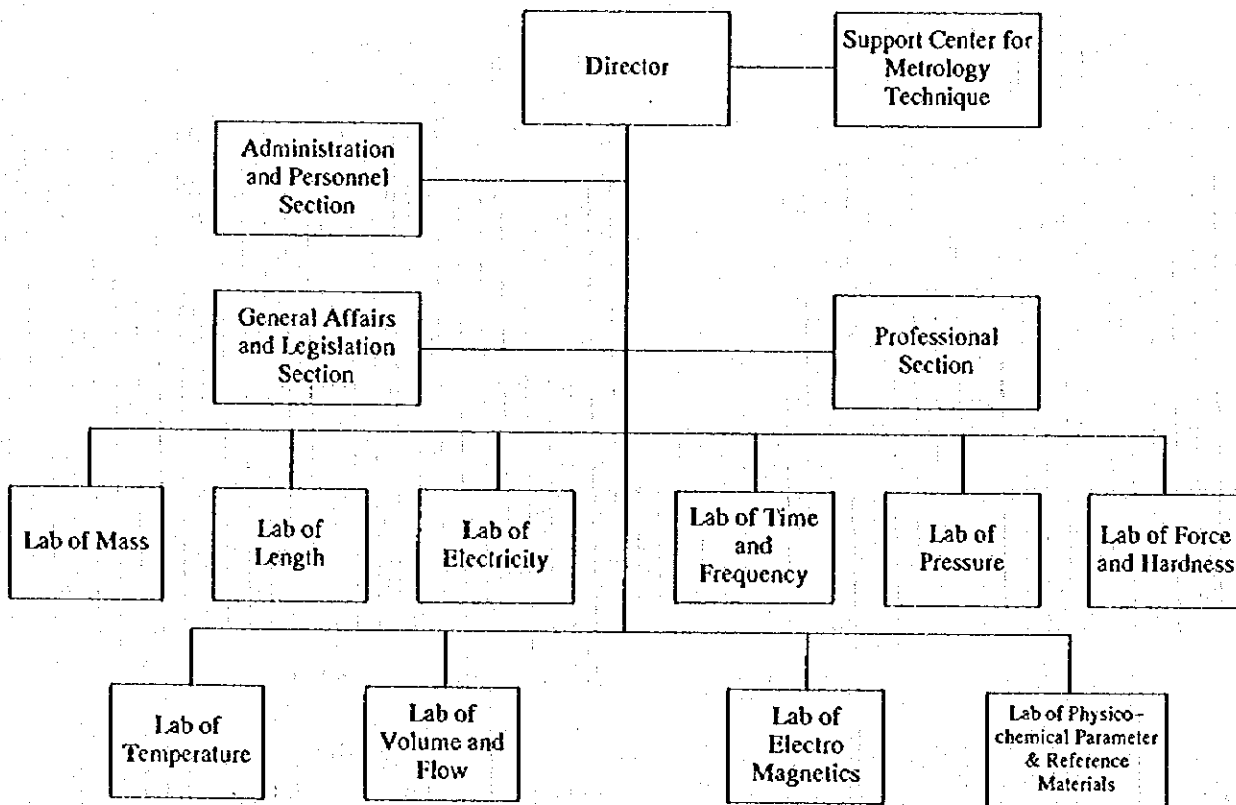 Director
Support Center for
Metrology
Technique
Administration
and Personnel
Section
General Affairs
and Legislation
Section
Professional
Section
Lab of Mass
Lab of
Length
Lab of
Electricity
Lab of Time
and
Frequency
Lab of
Pressure
Lab of Force
and Hardness
Lab of
Temperature
Lab of
Volume and
Flow
Lab of
Electro
Magnetics
Lab of Physico-
chemical Parameter
& Reference
Materials